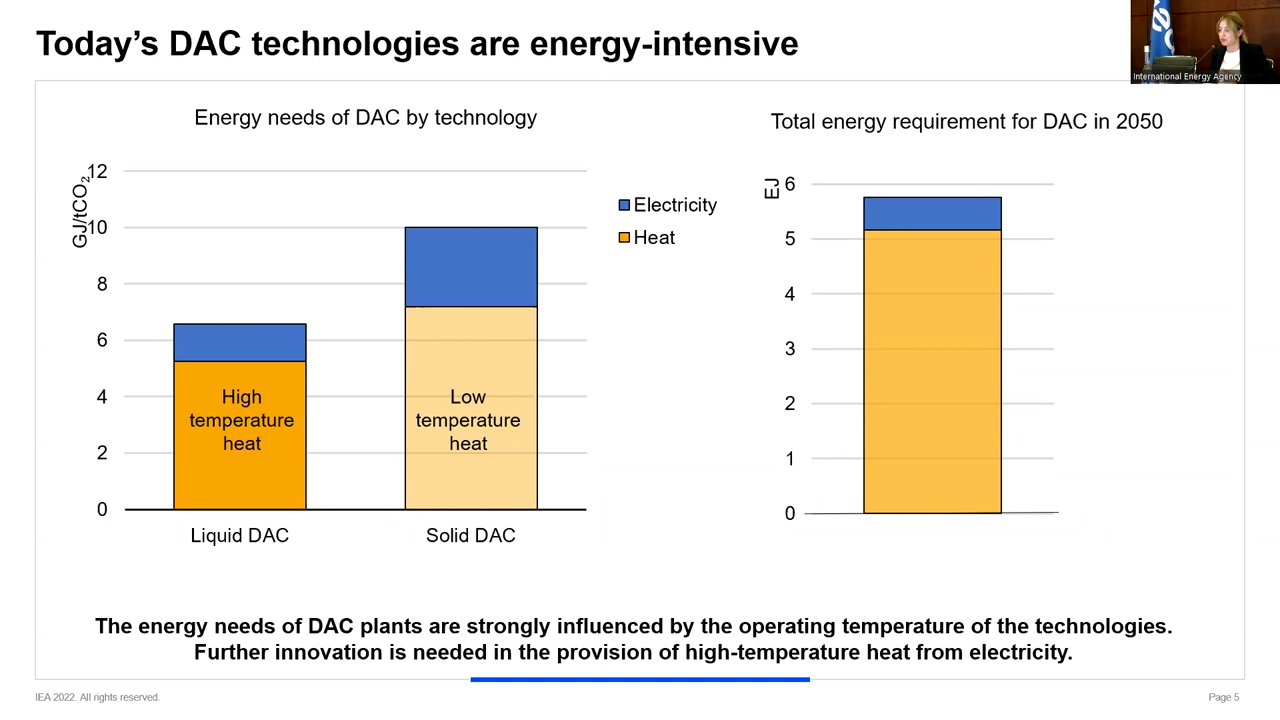 Today's DAC technologies are energy-intensive
International Energy Agency
Energy needs of DAC by technology
GJ/tCO₂
12
10
8
6
4
2
0
High
temperature
heat
Low
temperature
heat
Liquid DAC
Solid DAC
Electricity
Heat
Total energy requirement for DAC in 2050
EJ
6
5
4
3
2
1
0
The energy needs of DAC plants are strongly influenced by the operating temperature of the technologies.
Further innovation is needed in the provision of high-temperature heat from electricity.
IEA 2022. All rights reserved.
Page 5